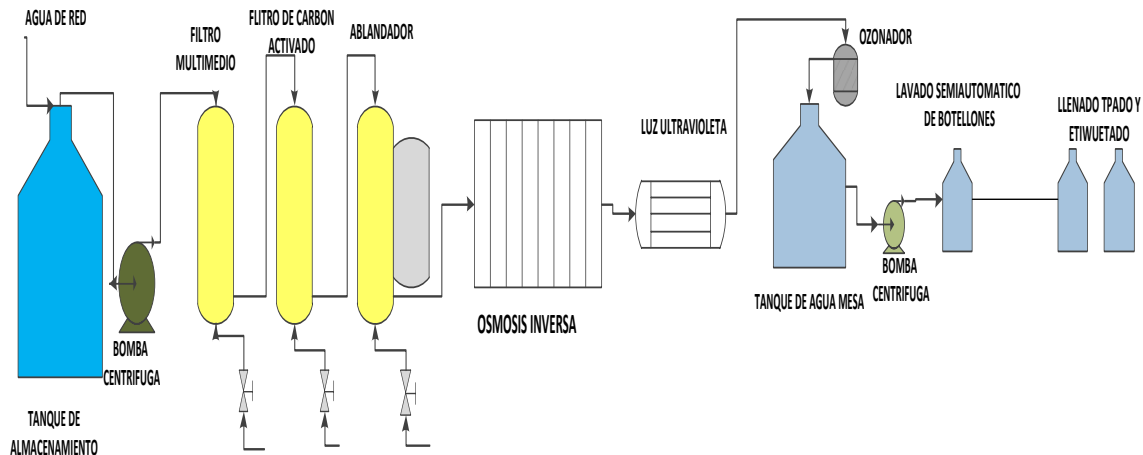 AGUA DE RED
FILTRO
MULTIMEDIO
FLITRO DE CARBON
ACTIVADO
ABLANDADOR
LUZ ULTRAVIOLETA
OZONADOR
LAVADO SEMIAUTOMATICO
DE BOTELLONES
LLENADO TPADO Y
ETIWUETADO
BOMBA
CENTRIFUGA
TANQUE DE
ALMACENAMIENTO
OSMOSIS INVERSA
TANQUE DE AGUA MESA
BOMBA
CENTRIFUGA